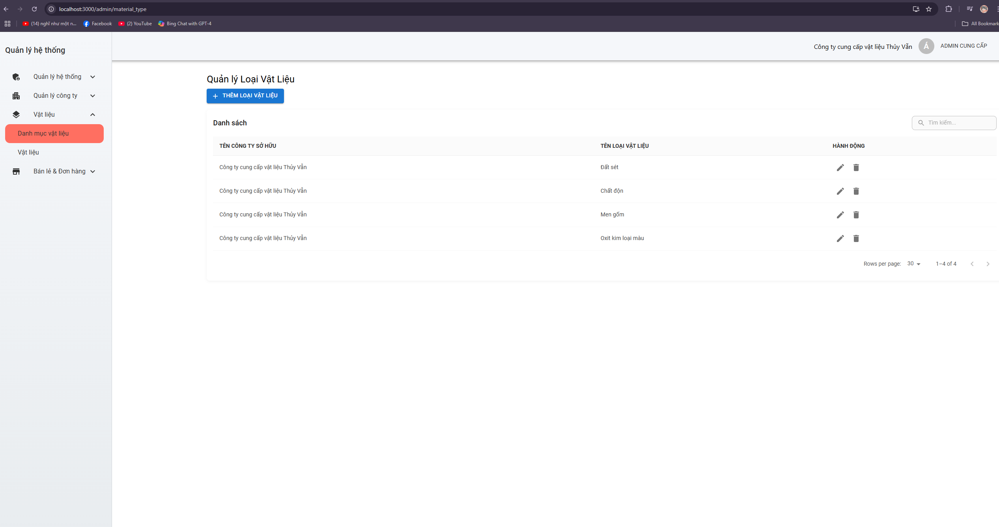 localhost:3000/admin/material_type
(14) nghĩ như một n...
Facebook
(2) YouTube
Bing Chat with GPT-4
All Bookmark
Quản lý hệ thống
Công ty cung cấp vật liệu Thủy Vẫn
Á
ADMIN CUNG CẤP
Quản lý hệ thống
Quản lý công ty
Vật liệu
Danh mục vật liệu
Vật liệu
Bán lẻ & Đơn hàng
Quản lý Loại Vật Liệu
THÊM LOẠI VẬT LIỆU
Danh sách
Tìm kiếm...
TÊN CÔNG TY SỞ HỮU TÊN LOẠI VẬT LIỆU HÀNH ĐỘNG
Công ty cung cấp vật liệu Thủy Vẫn Đất sét
Công ty cung cấp vật liệu Thủy Vẫn Chất độn
Công ty cung cấp vật liệu Thủy Vẫn Men gốm
Công ty cung cấp vật liệu Thủy Vẫn Oxit kim loại màu
Rows per page: 30 1–4 of 4